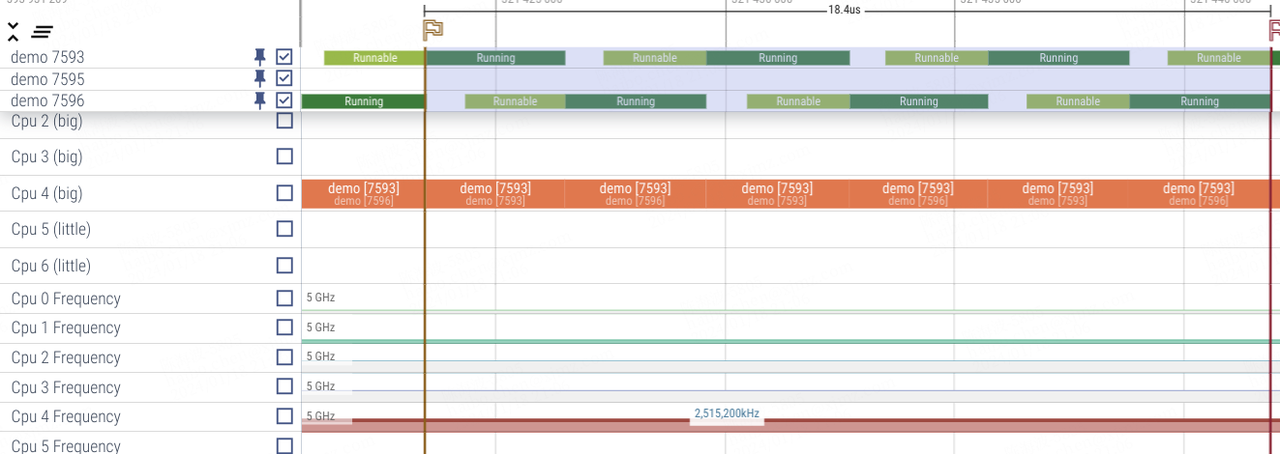 18.4us
demo 7593 Runnable Running Runnable Running Runnable Running Runnable
demo 7595
demo 7596 Running Runnable Running Runnable Running Runnable Running
Cpu 2 (big)
Cpu 3 (big)
Cpu 4 (big) demo [7593] demo [7593] demo [7593] demo [7593] demo [7593] demo [7593] demo [7593]
demo [7596] demo [7593] demo [7596] demo [7593] demo [7596] demo [7593] demo [7596]
Cpu 5 (little)
Cpu 6 (little)
Cpu 0 Frequency 5 GHz
Cpu 1 Frequency 5 GHz
Cpu 2 Frequency 5 GHz
Cpu 3 Frequency 5 GHz
Cpu 4 Frequency 5 GHz 2,515,200kHz
Cpu 5 Frequency